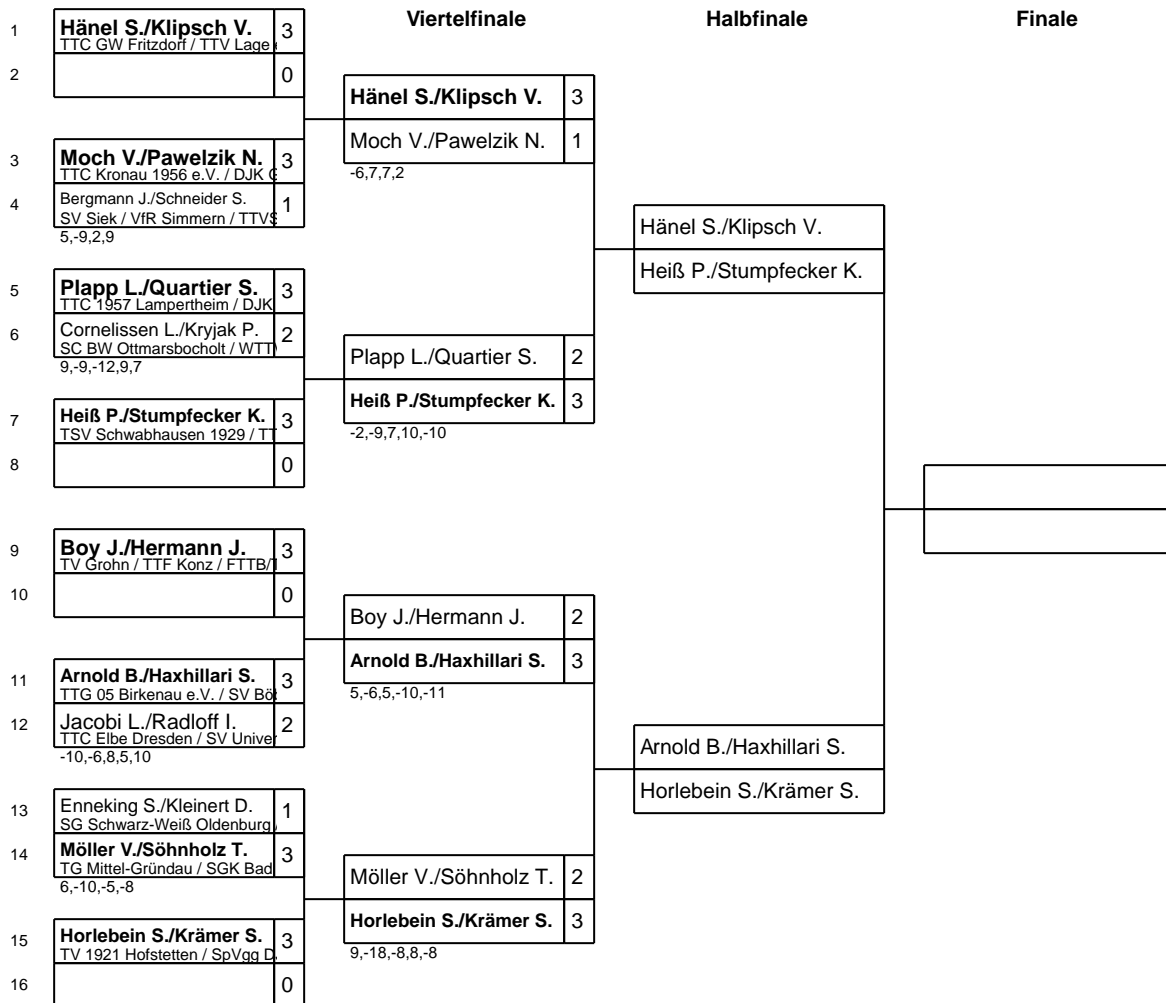 Viertelfinale
Halbfinale
Finale
1 Hänel S./Klipsch V. 3
TTC GW Fritzdorf / TTV Lage
2 0
3 Moch V./Pawelzik N. 3
TTC Kronau 1956 e.V. / DJK
4 Bergmann J./Schneider S. 1
SV Siek / VfR Simmern /
5,-9,2,9
5 Plapp L./Quartier S. 3
TTC 1957 Lampertheim / DJK
6 Cornelissen L./Kryjak P. 2
SC BW Ottmarsbocholt /
9,-9,-12,9,7
7 Heiß P./Stumpfecker K. 3
TSV Schwabhausen 1929 /
8 0
9 Boy J./Hermann J. 3
TV Grohn / TTF Konz /
10 0
11 Arnold B./Haxhillari S. 3
TTG 05 Birkenau e.V. / SV
12 Jacobi L./Radloff I. 2
TTC Elbe Dresden / SV
-10,-6,8,5,10
13 Enneking S./Kleinert D. 1
SG Schwarz-Weiß Oldenburg
14 Möller V./Söhnholz T. 3
TG Mittel-Gründau / SGK Bad
6,-10,-5,-8
15 Horlebein S./Krämer S. 3
TV 1921 Hofstetten / SpVgg
16 0
Hänel S./Klipsch V. 3
Moch V./Pawelzik N. 1
-6,7,7,2
Plapp L./Quartier S. 2
Heiß P./Stumpfecker K. 3
-2,-9,7,10,-10
Boy J./Hermann J. 2
Arnold B./Haxhillari S. 3
5,-6,5,-10,-11
Möller V./Söhnholz T. 2
Horlebein S./Krämer S. 3
9,-18,-8,8,-8
Hänel S./Klipsch V.
Heiß P./Stumpfecker K.
Arnold B./Haxhillari S.
Horlebein S./Krämer S.